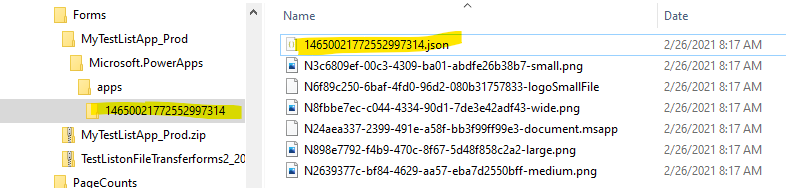 Forms
MyTestListApp_Prod
Microsoft.PowerApps
apps
14650021772552997314
MyTestListApp_Prod.zip
TestListonFileTransferforms2_20
PageCounts
Name Date modified
14650021772552997314.json 2/26/2021 8:17 AM
N3c6809ef-00c3-4309-ba01-abdfe26b38b7-small.png 2/26/2021 8:17 AM
N6f89c250-6baf-4fd0-96d2-080b31757833-logoSmallFile 2/26/2021 8:17 AM
N8fbbe7ec-c044-4334-90d1-7de3e42adf43-wide.png 2/26/2021 8:17 AM
N24aea337-2399-491e-a58f-bb3f99ff99e3-document.msapp 2/26/2021 8:17 AM
N898e7792-f4b9-470c-8f67-5d48f858c2a2-large.png 2/26/2021 8:17 AM
N2639377c-bf84-4629-aa57-eba7d2550bff-medium.png 2/26/2021 8:17 AM